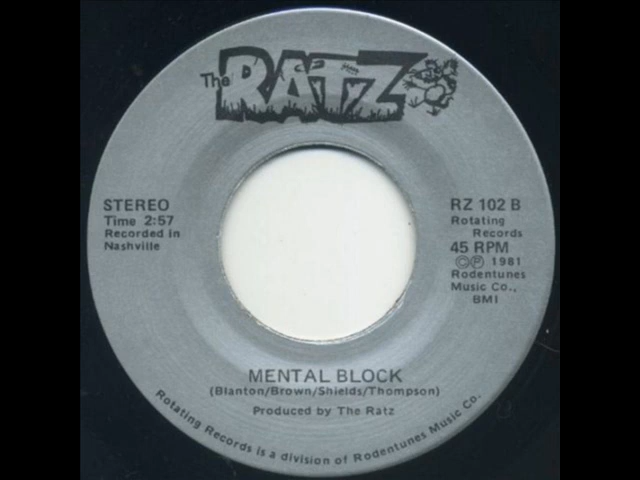 The RATZ
STEREO
Time 2:57
Recorded in
Nashville
RZ 102 B
Rotating
Records
45 RPM
©℗ 1981
Rodentunes
Music Co.,
BMI
MENTAL BLOCK
(Blanton/Brown/Shields/Thompson)
Produced by The Ratz
Rotating Records is a division of Rodentunes Music Co.